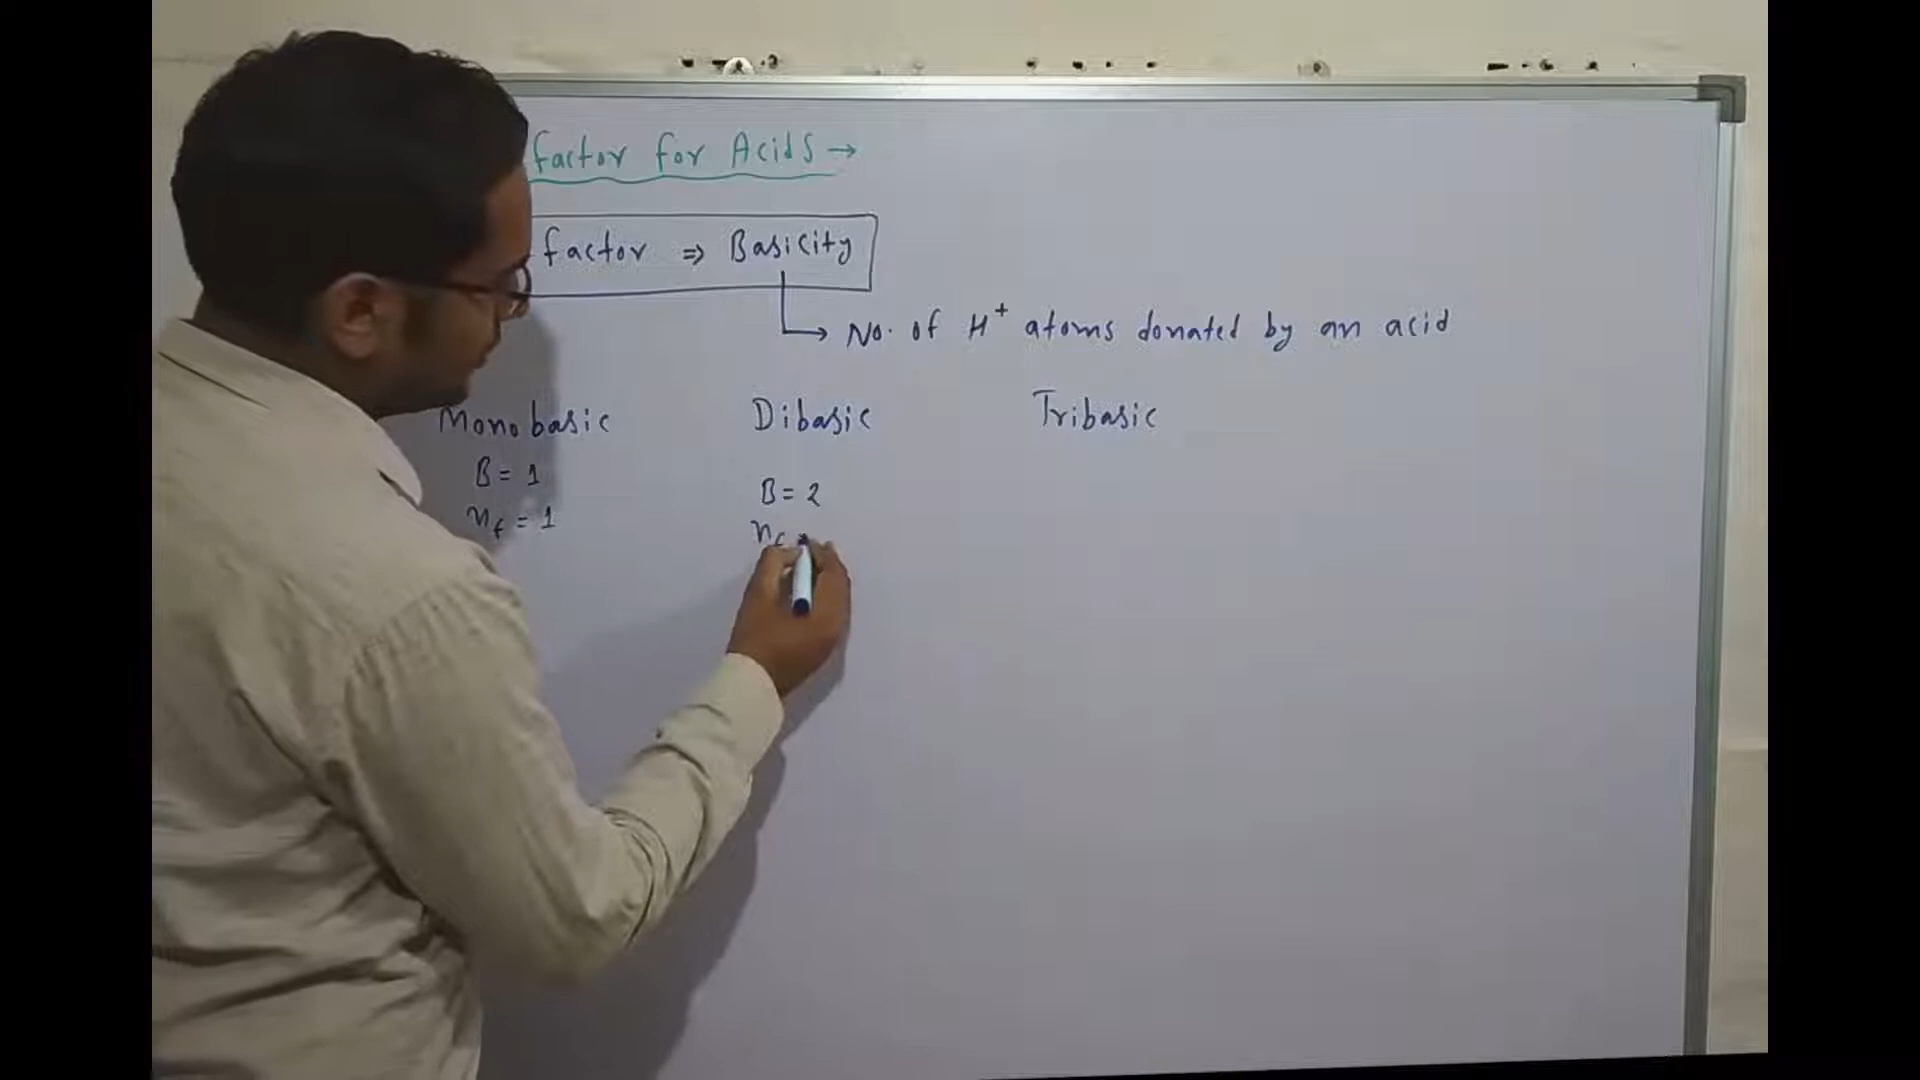 factor for Acids →
factor ⇒ Basicity
→ No. of H⁺ atoms donated by an acid
Monobasic Dibasic Tribasic
B = 1 B = 2
n_f = 1 n_f